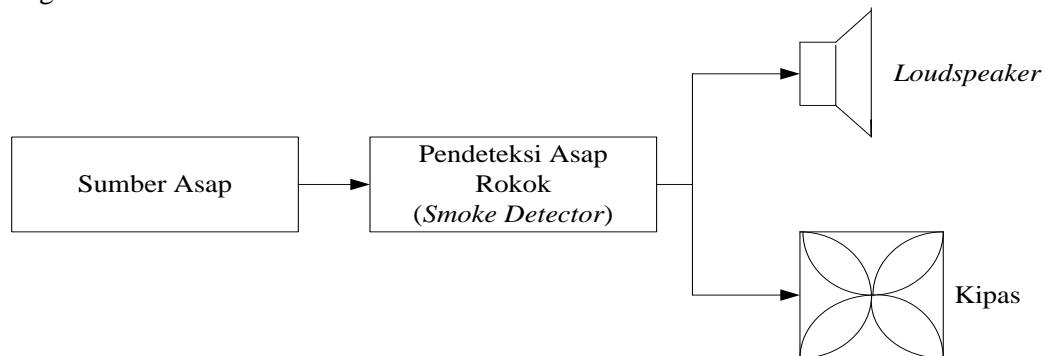 Loudspeaker
Sumber Asap
Pendeteksi Asap
Rokok
(Smoke Detector)
Kipas